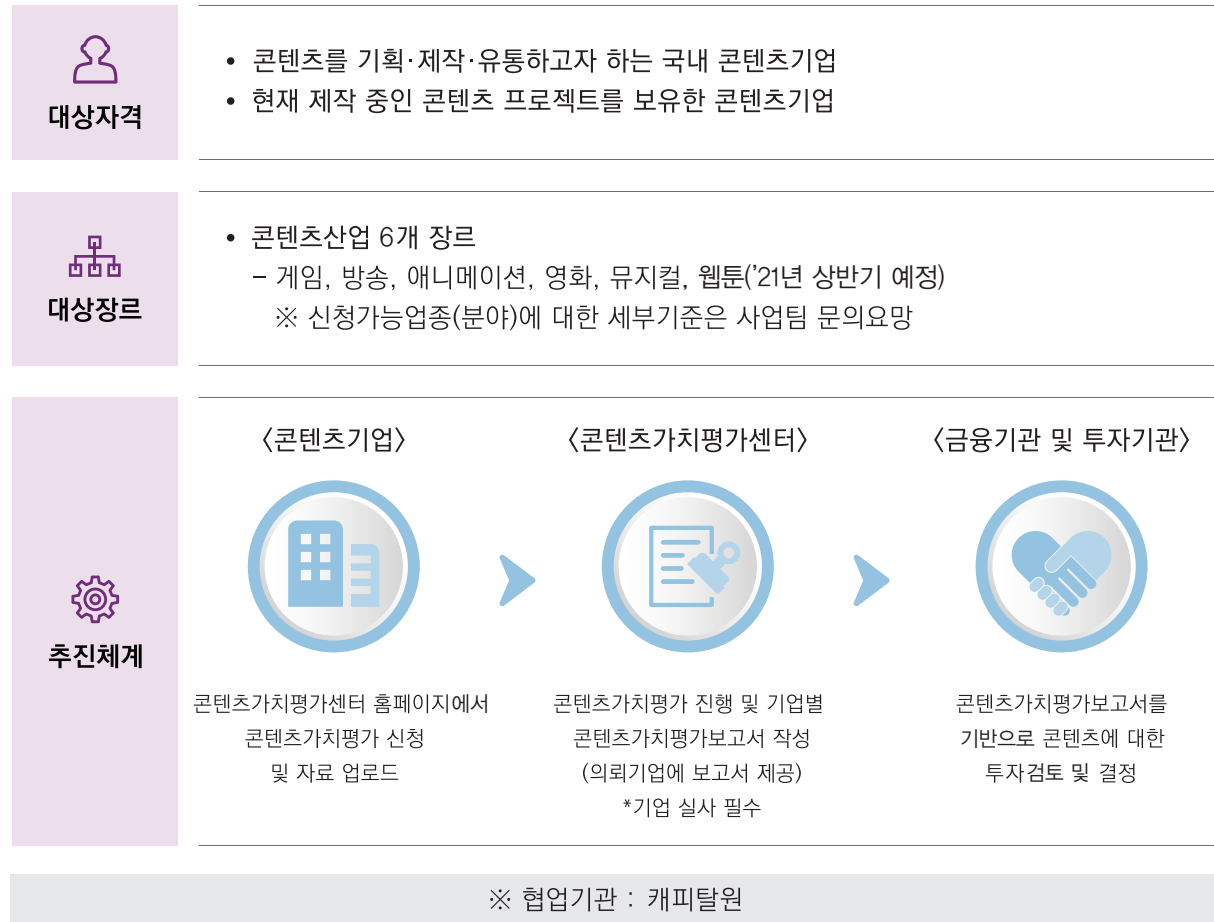 대상자격
• 콘텐츠를 기획·제작·유통하고자 하는 국내 콘텐츠기업
• 현재 제작 중인 콘텐츠 프로젝트를 보유한 콘텐츠기업
대상장르
• 콘텐츠산업 6개 장르
– 게임, 방송, 애니메이션, 영화, 뮤지컬, 웹툰('21년 상반기 예정)
※ 신청가능업종(분야)에 대한 세부기준은 사업팀 문의요망
추진체계
〈콘텐츠기업〉
콘텐츠가치평가센터 홈페이지에서
콘텐츠가치평가 신청
및 자료 업로드
〈콘텐츠가치평가센터〉
콘텐츠가치평가 진행 및 기업별
콘텐츠가치평가보고서 작성
(의뢰기업에 보고서 제공)
*기업 실사 필수
〈금융기관 및 투자기관〉
콘텐츠가치평가보고서를
기반으로 콘텐츠에 대한
투자검토 및 결정
※ 협업기관 : 캐피탈원